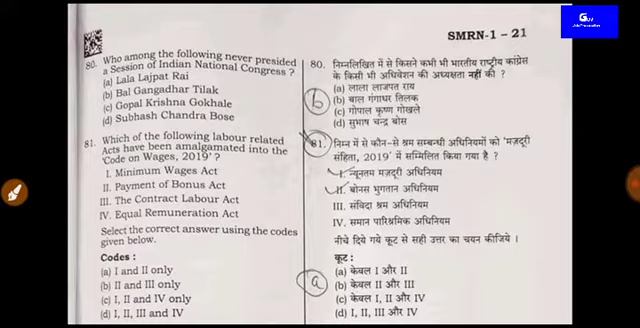 SMRN-1 – 21
80. Who among the following never presided a Session of Indian National Congress ?
(a) Lala Lajpat Rai
(b) Bal Gangadhar Tilak
(c) Gopal Krishna Gokhale
(d) Subhash Chandra Bose
81. Which of the following labour related Acts have been amalgamated into the 'Code on Wages, 2019' ?
I. Minimum Wages Act
II. Payment of Bonus Act
III. The Contract Labour Act
IV. Equal Remuneration Act
Select the correct answer using the codes given below.
Codes :
(a) I and II only
(b) II and III only
(c) I, II and IV only
(d) I, II, III and IV
80. निम्नलिखित में से किसने कभी भी भारतीय राष्ट्रीय कांग्रेस के किसी भी अधिवेशन की अध्यक्षता नहीं की ?
(a) लाला लाजपत राय
(b) बाल गंगाधर तिलक
(c) गोपाल कृष्ण गोखले
(d) सुभाष चन्द्र बोस
b
81. निम्न में से कौन-से श्रम सम्बन्धी अधिनियमों को 'मज़दूरी संहिता, 2019' में सम्मिलित किया गया है ?
I. न्यूनतम मज़दूरी अधिनियम
II. बोनस भुगतान अधिनियम
III. संविदा श्रम अधिनियम
IV. समान पारिश्रमिक अधिनियम
नीचे दिये गये कूट से सही उत्तर का चयन कीजिये ।
कूट :
(a) केवल I और II
(b) केवल II और III
(c) केवल I, II और IV
(d) I, II, III और IV
a